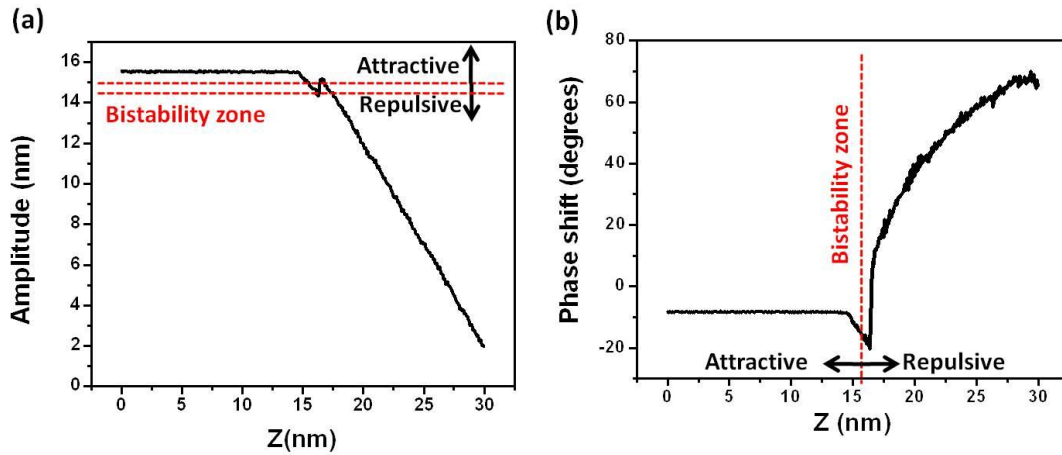 (a)
16
14
12
10
8
6
4
2
0
Amplitude (nm)
Attractive
Repulsive
Bistability zone
0
5
10
15
20
25
30
Z(nm)
(b)
80
60
40
20
0
-20
Phase shift (degrees)
Bistability zone
Attractive
Repulsive
0
5
10
15
20
25
30
Z (nm)